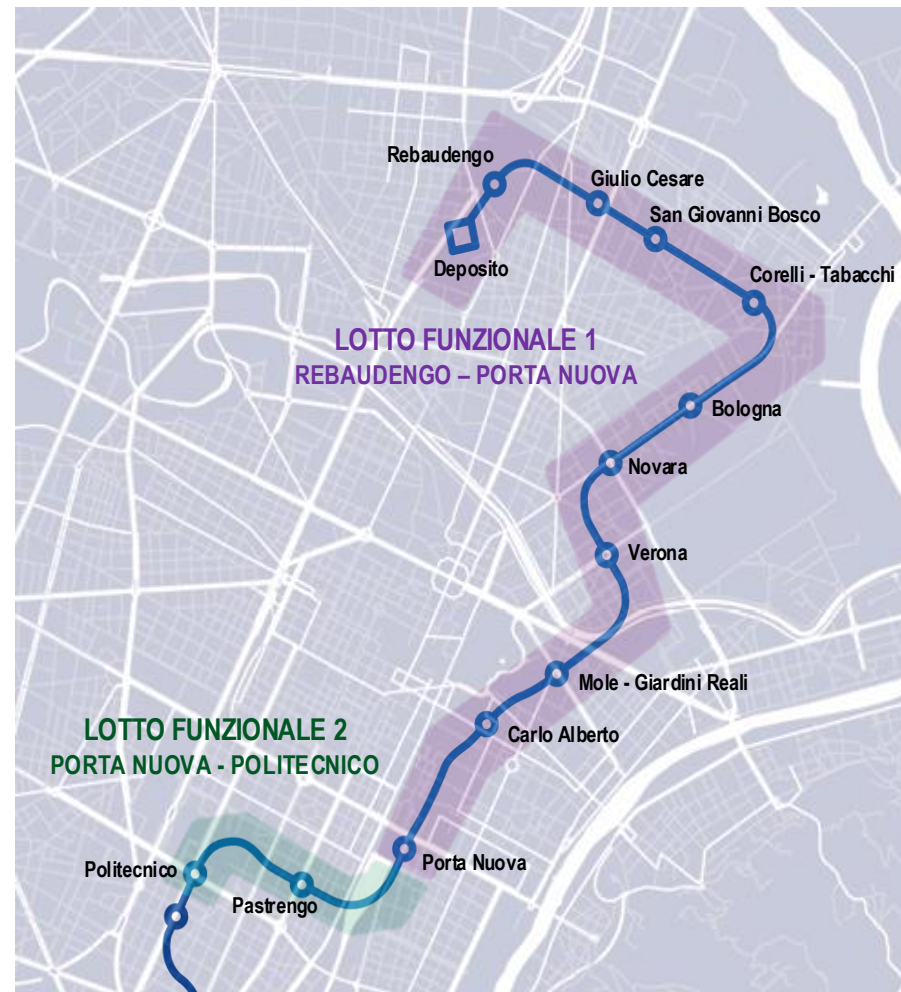 Rebaudengo
Giulio Cesare
San Giovanni Bosco
Deposito
Corelli - Tabacchi
LOTTO FUNZIONALE 1
REBAUDENGO – PORTA NUOVA
Bologna
Novara
Verona
Mole - Giardini Reali
Carlo Alberto
LOTTO FUNZIONALE 2
PORTA NUOVA - POLITECNICO
Porta Nuova
Politecnico
Pastrengo